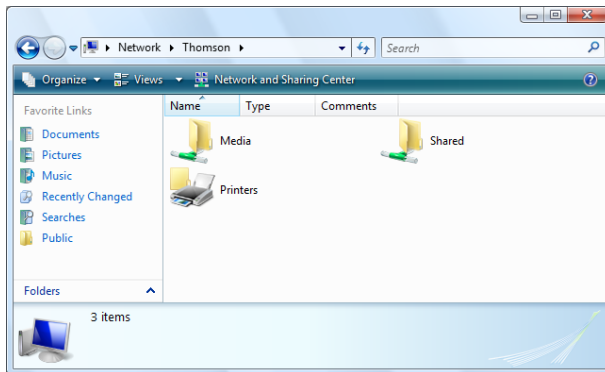 Network Thomson
Search
Organize Views Network and Sharing Center
Favorite Links
Documents
Pictures
Music
Recently Changed
Searches
Public
Folders
Name Type Comments
Media Shared
Printers
3 items